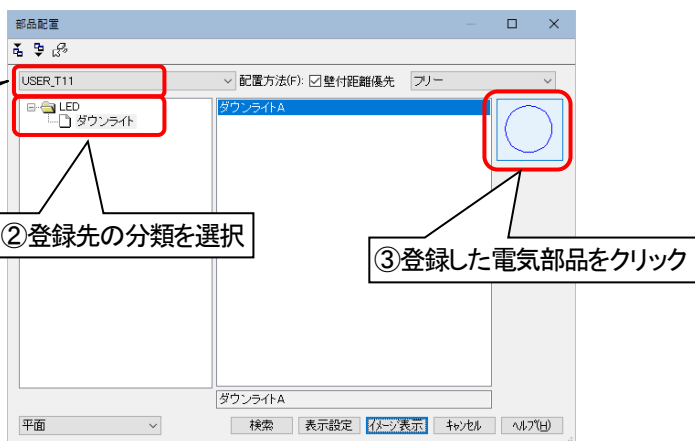 部品配置
USER_T11
配置方法(F): 壁付距離優先 フリー
LED
ダウンライト
ダウンライトA
②登録先の分類を選択
③登録した電気部品をクリック
ダウンライトA
平面 検索 表示設定 イメージ表示 キャンセル ヘルプ(H)